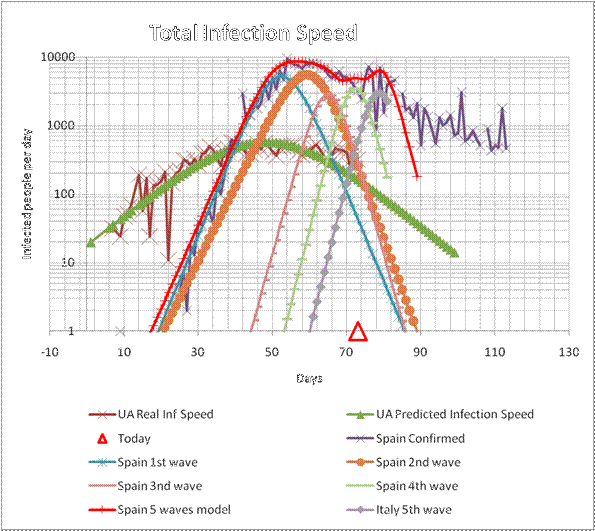 Total Infection Speed
10000
1000
100
10
1
Infected people per day
-10 10 30 50 70 90 110 130
Days
UA Real Inf Speed UA Predicted Infection Speed
Today Spain Confirmed
Spain 1st wave Spain 2nd wave
Spain 3nd wave Spain 4th wave
Spain 5 waves model Italy 5th wave